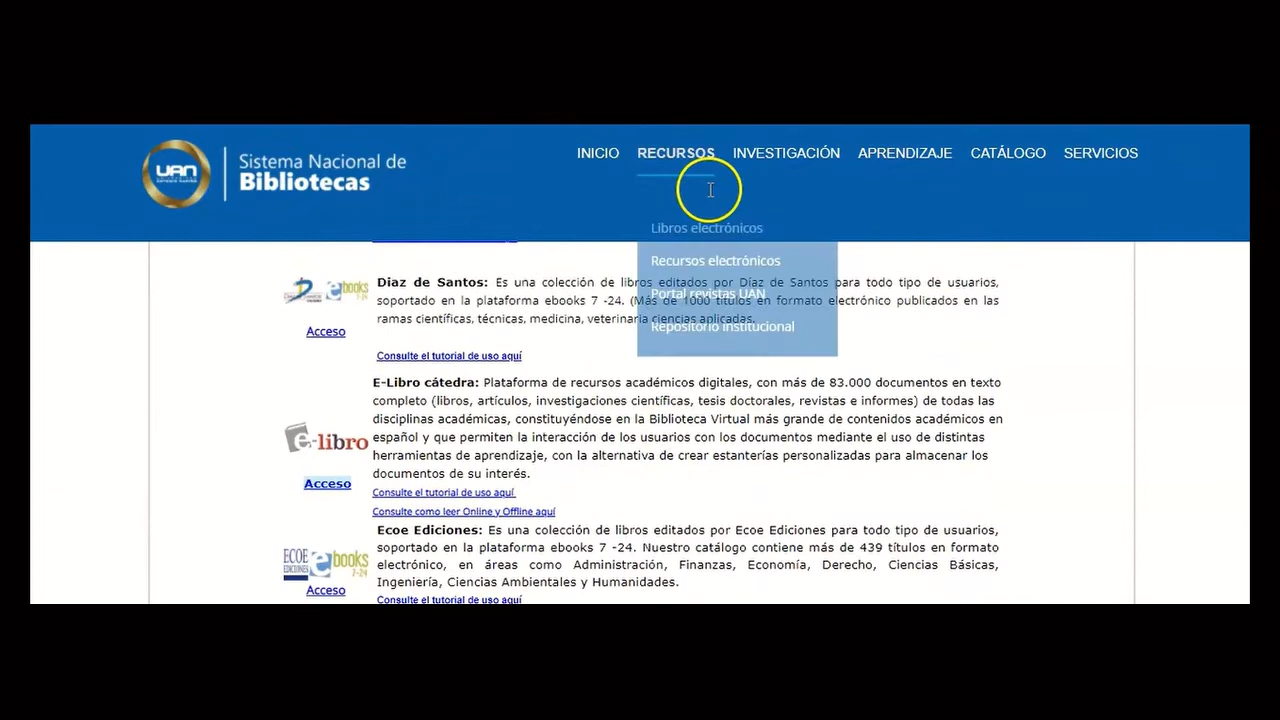 UAN
Sistema Nacional de
Bibliotecas
INICIO RECURSOS INVESTIGACIÓN APRENDIZAJE CATÁLOGO SERVICIOS
Libros electrónicos
Recursos electrónicos
Portal revistas UAN
Repositorio institucional
Diaz de Santos: Es una colección de libros editados por Díaz de Santos para todo tipo de usuarios,
soportado en la plataforma ebooks 7 -24. (Más de 1000 títulos en formato electrónico publicados en las
ramas científicas, técnicas, medicina, veterinaria ciencias aplicadas.
ebooks
Acceso
Consulte el tutorial de uso aquí
E-Libro cátedra: Plataforma de recursos académicos digitales, con más de 83.000 documentos en texto
completo (libros, artículos, investigaciones científicas, tesis doctorales, revistas e informes) de todas las
disciplinas académicas, constituyéndose en la Biblioteca Virtual más grande de contenidos académicos en
español y que permiten la interacción de los usuarios con los documentos mediante el uso de distintas
herramientas de aprendizaje, con la alternativa de crear estanterías personalizadas para almacenar los
documentos de su interés.
e-libro
Acceso
Consulte el tutorial de uso aquí
Consulte como leer Online y Offline aquí
Ecoe Ediciones: Es una colección de libros editados por Ecoe Ediciones para todo tipo de usuarios,
soportado en la plataforma ebooks 7 -24. Nuestro catálogo contiene más de 439 títulos en formato
electrónico, en áreas como Administración, Finanzas, Economía, Derecho, Ciencias Básicas,
Ingeniería, Ciencias Ambientales y Humanidades.
ECOE
EDICIONES
ebooks
7-24
Acceso
Consulte el tutorial de uso aquí